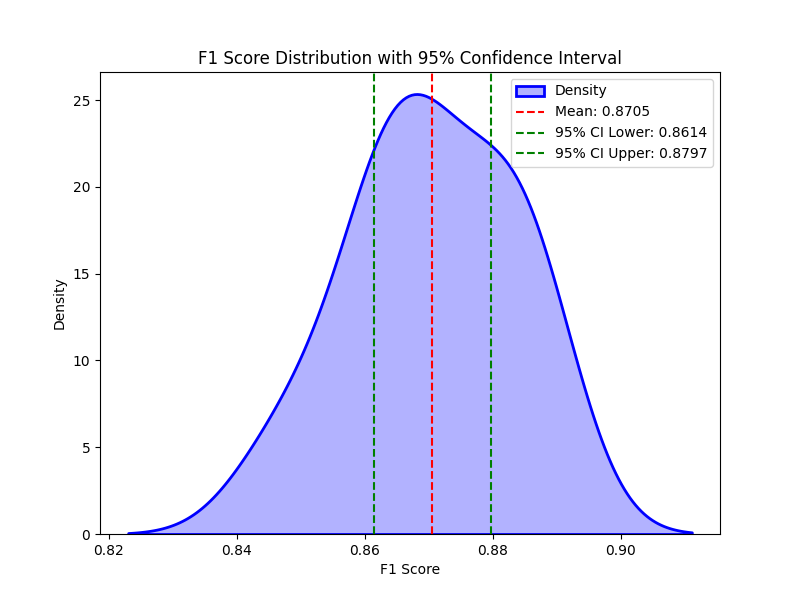 F1 Score Distribution with 95% Confidence Interval
Density
Mean: 0.8705
95% CI Lower: 0.8614
95% CI Upper: 0.8797
25
20
15
10
5
0
Density
0.82 0.84 0.86 0.88 0.90
F1 Score